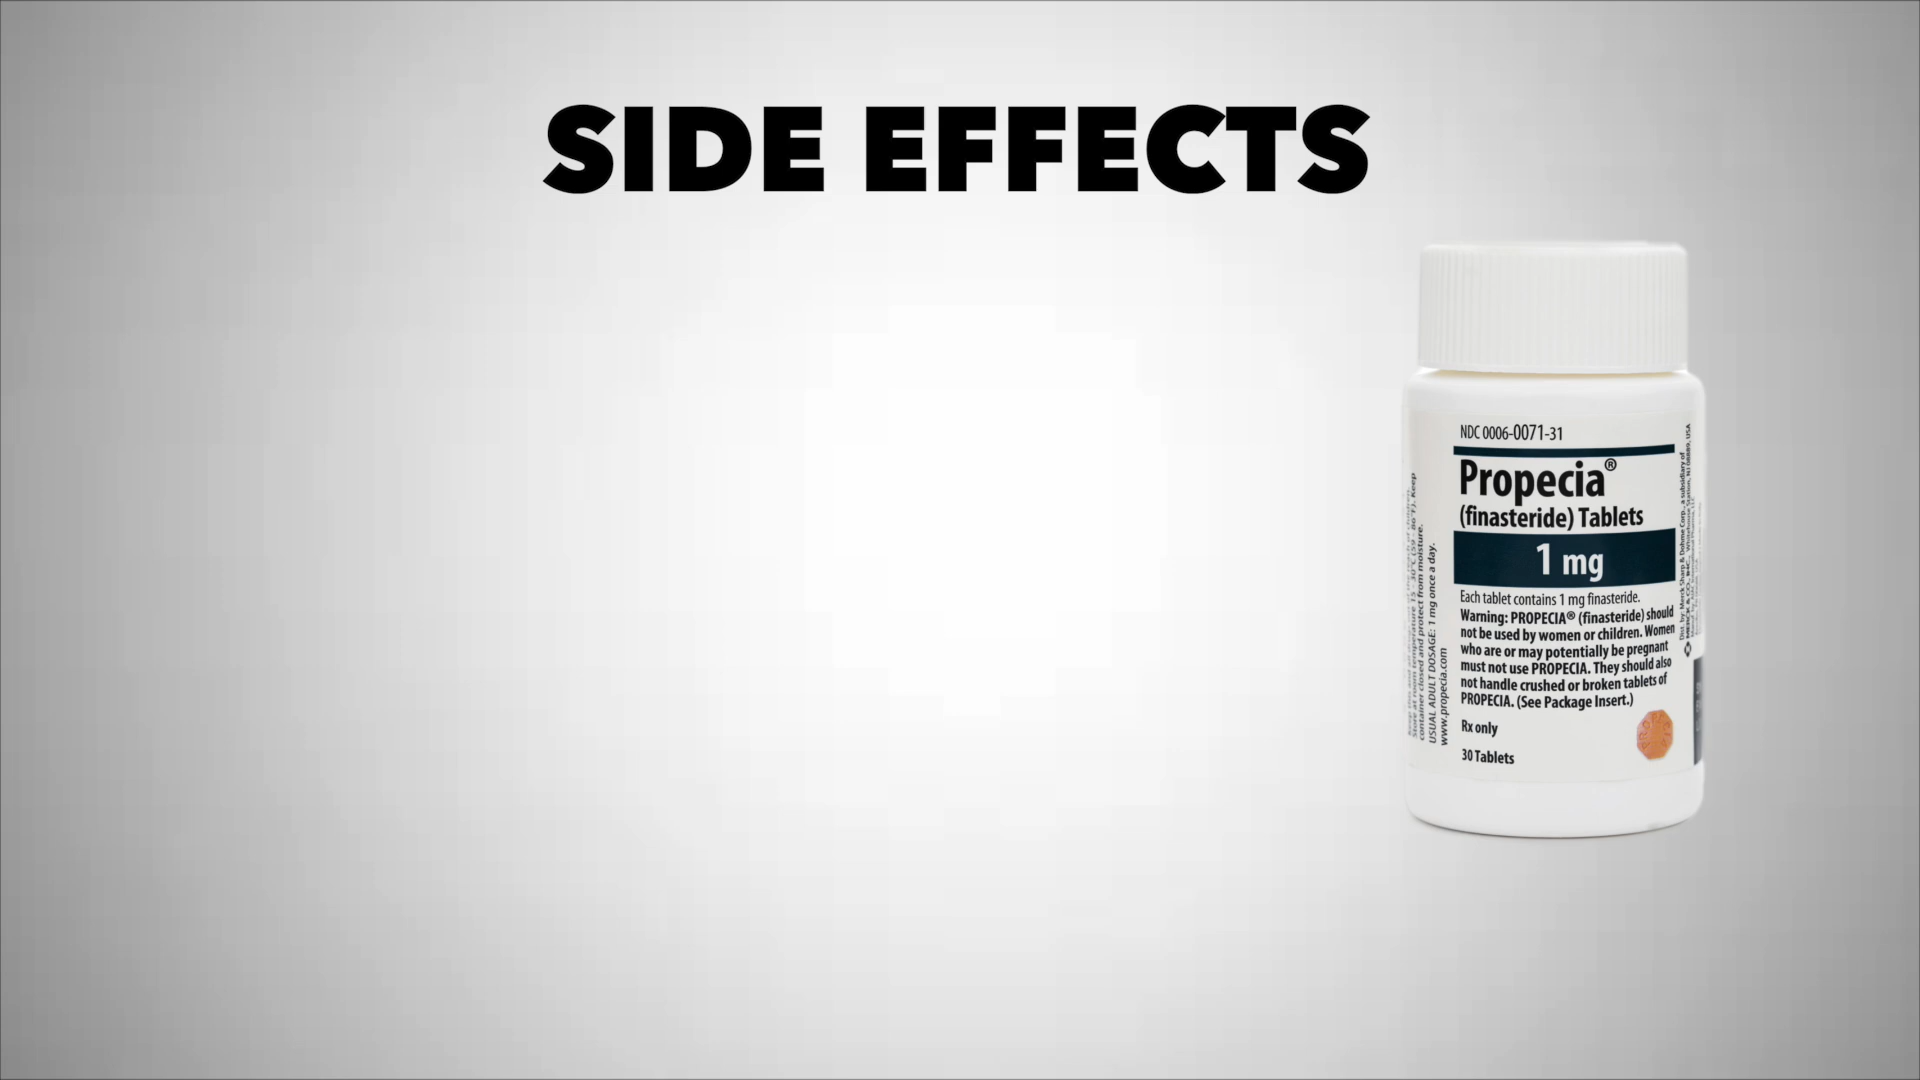 SIDE EFFECTS
NDC 0006-0071-31
Propecia®
(finasteride) Tablets
1 mg
Each tablet contains 1 mg finasteride.
Warning: PROPECIA® (finasteride) should
not be used by women or children. Women
who are or may potentially be pregnant
must not use PROPECIA. They should also
not handle crushed or broken tablets of
PROPECIA. (See Package Insert.)
Rx only
30 Tablets
container closed and protect from moisture.
USUAL ADULT DOSAGE: 1 mg once a day.
www.propecia.com